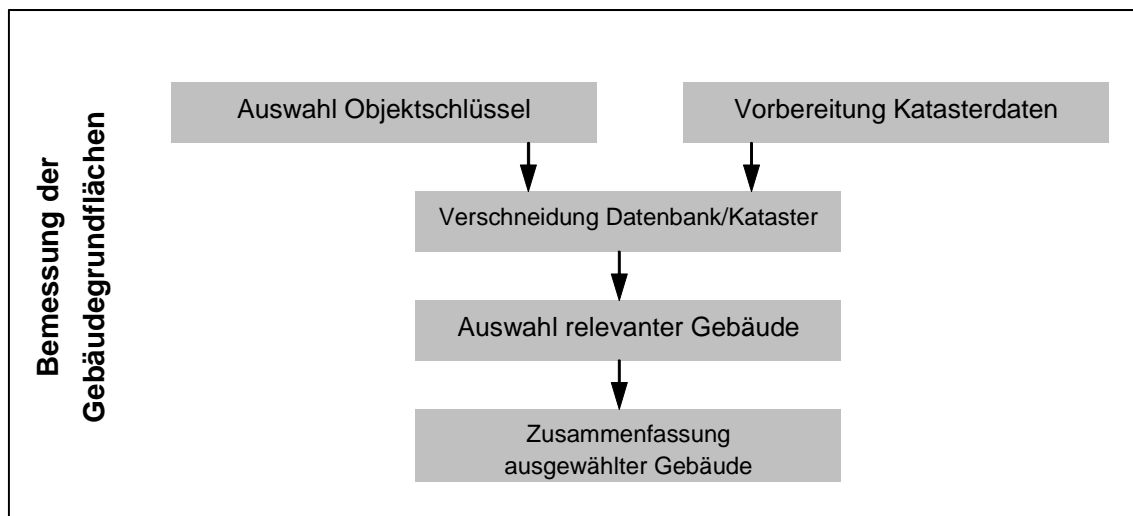 Bemessung der
Gebäudegrundflächen
Auswahl Objektschlüssel
Vorbereitung Katasterdaten
Verschneidung Datenbank/Kataster
Auswahl relevanter Gebäude
Zusammenfassung
ausgewählter Gebäude